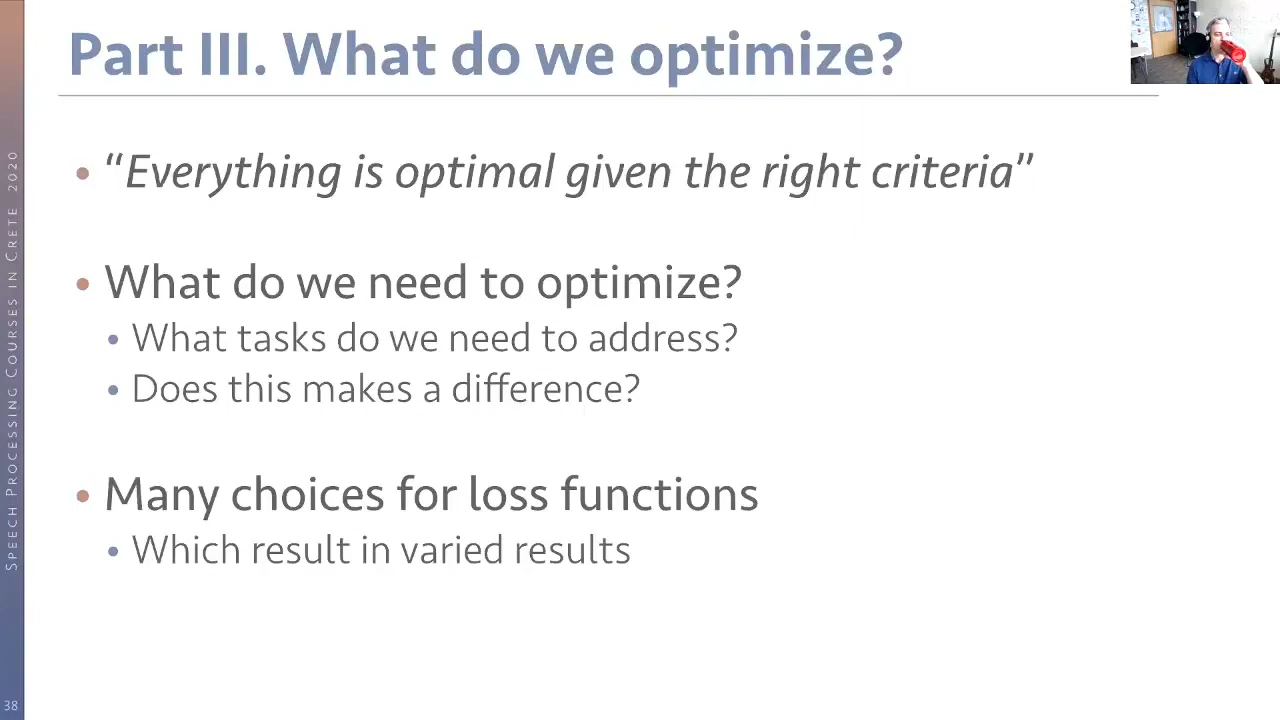 Part III. What do we optimize?
• “Everything is optimal given the right criteria”
• What do we need to optimize?
• What tasks do we need to address?
• Does this makes a difference?
• Many choices for loss functions
• Which result in varied results
Speech Processing Courses in Crete 2020
38